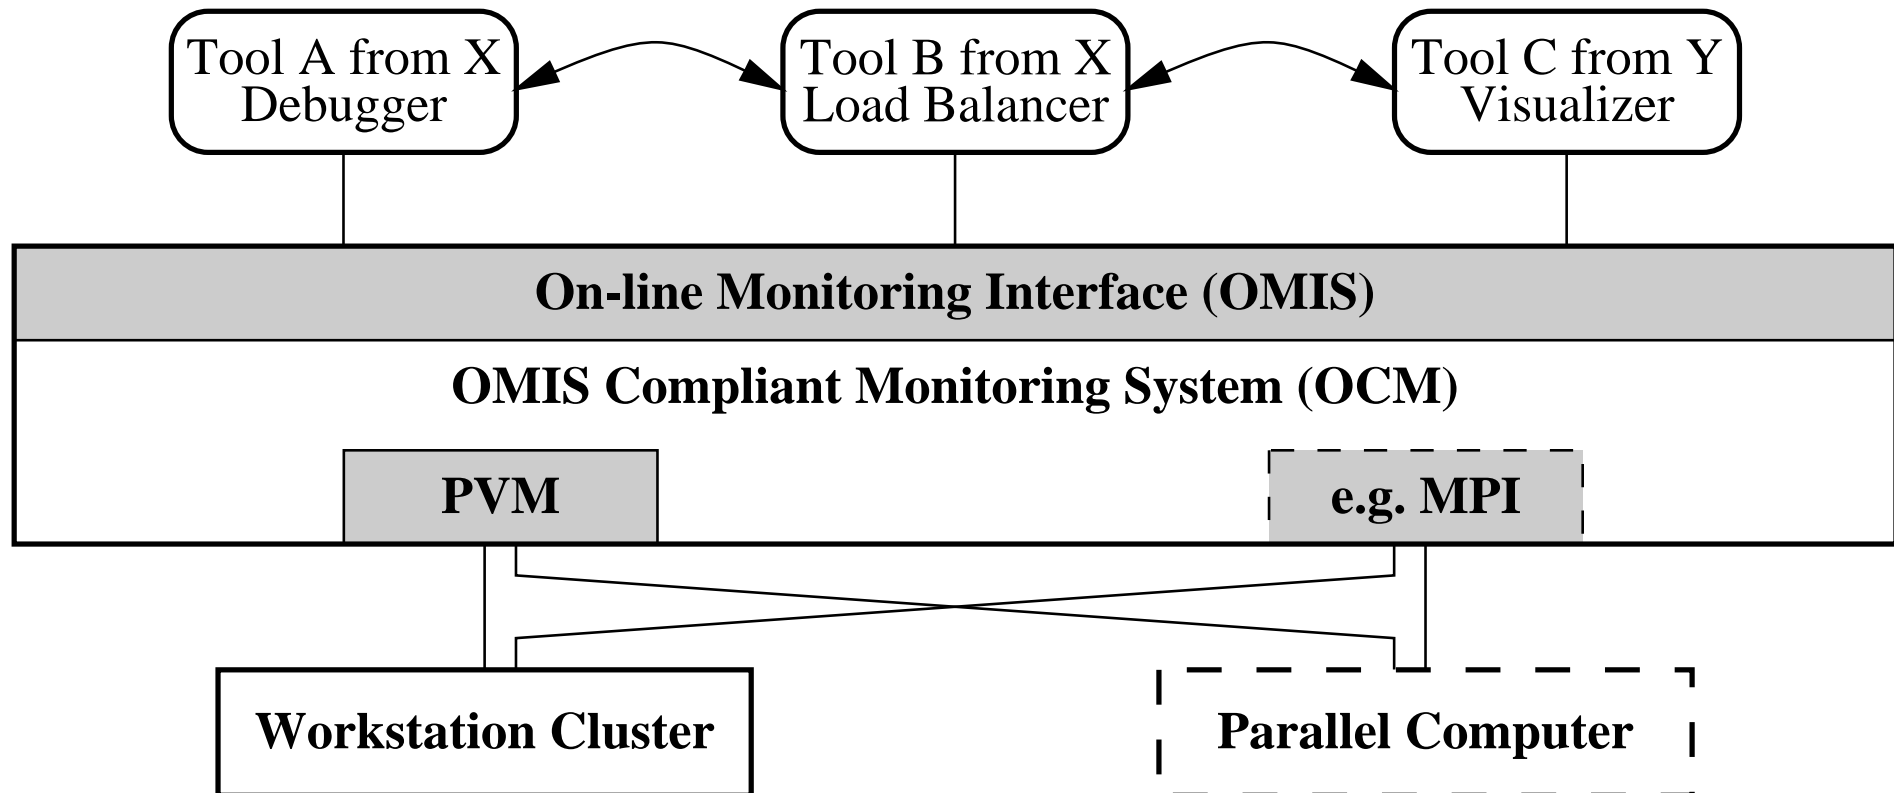 Tool A from X
Debugger
Tool B from X
Load Balancer
Tool C from Y
Visualizer
On-line Monitoring Interface (OMIS)
OMIS Compliant Monitoring System (OCM)
PVM
e.g. MPI
Workstation Cluster
Parallel Computer